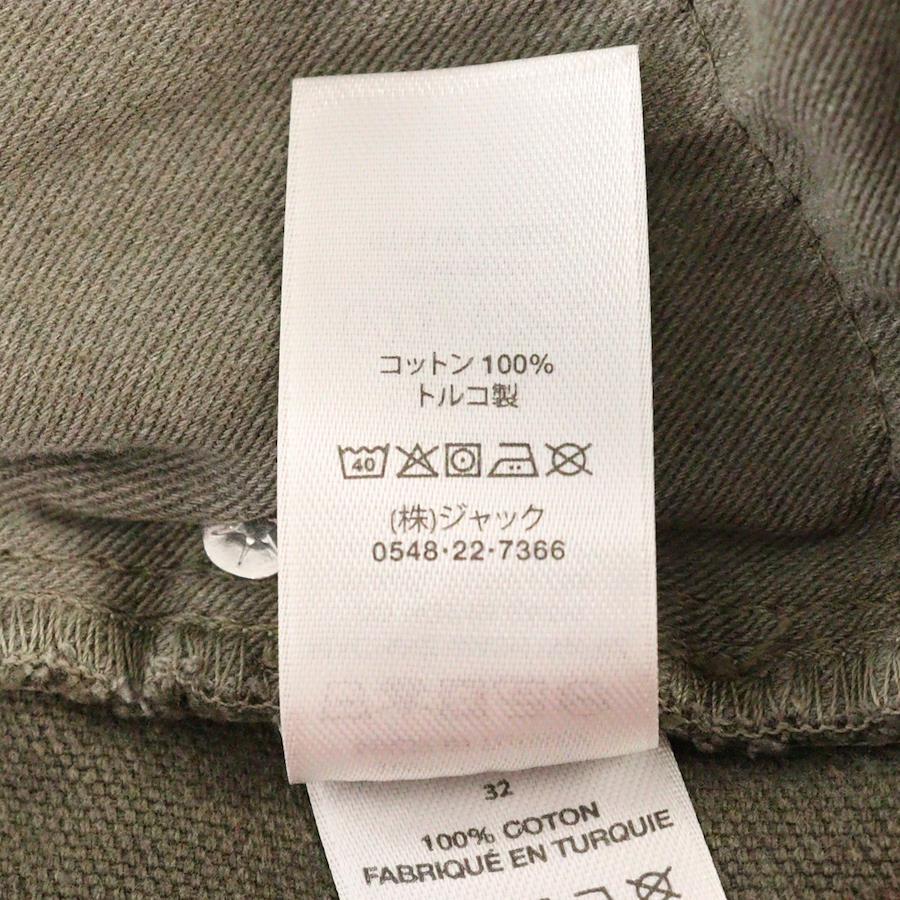 コットン 100%
トルコ製
40
(株)ジャック
0548·22·7366
32
100% COTON
FABRIQUÉ EN TURQUIE